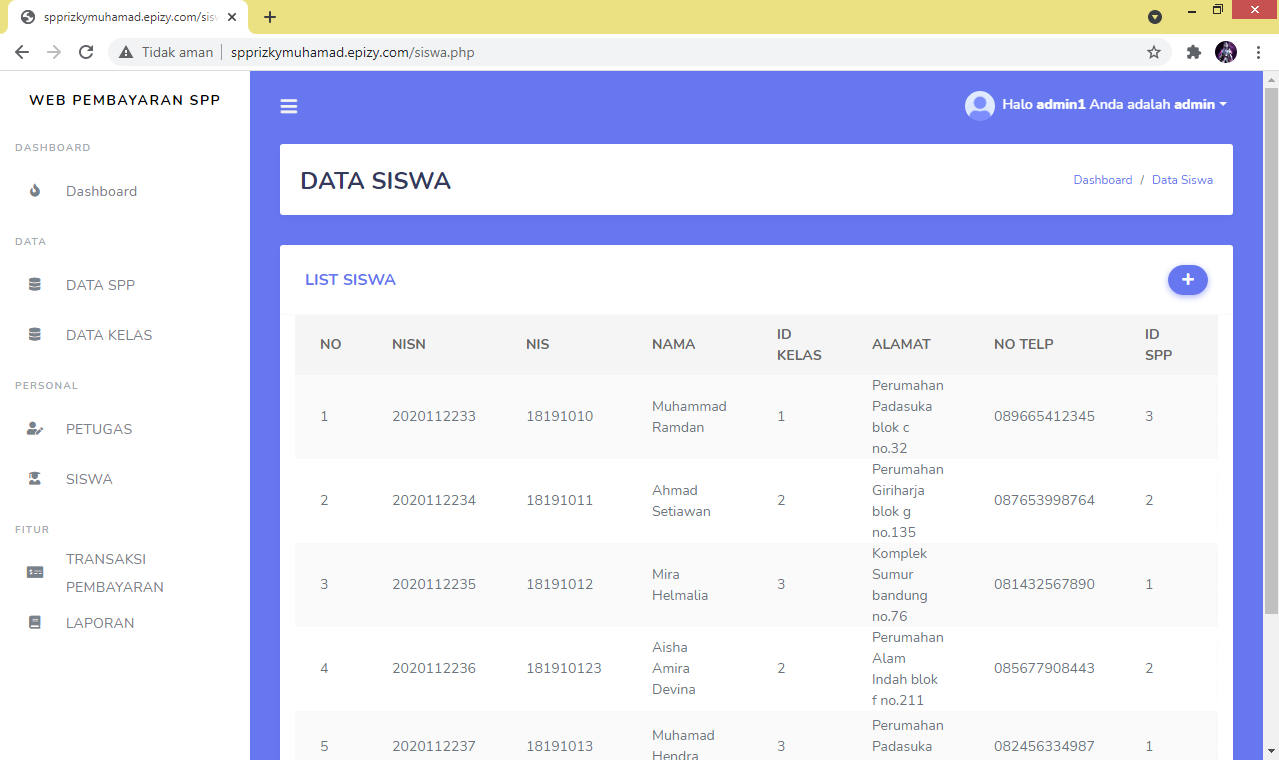 spprizkymuhamad.epizy.com/sis
Tidak aman | spprizkymuhamad.epizy.com/siswa.php
WEB PEMBAYARAN SPP
Halo admin1 Anda adalah admin
DASHBOARD
Dashboard
DATA
DATA SPP
DATA KELAS
PERSONAL
PETUGAS
SISWA
FITUR
TRANSAKSI
PEMBAYARAN
LAPORAN
DATA SISWA
Dashboard / Data Siswa
LIST SISWA
NO NISN NIS NAMA ID KELAS ALAMAT NO TELP ID SPP
1 2020112233 18191010 Muhammad Ramdan 1 Perumahan Padasuka blok c no.32 089665412345 3
2 2020112234 18191011 Ahmad Setiawan 2 Perumahan Giriharja blok g no.135 087653998764 2
3 2020112235 18191012 Mira Helmalia 3 Komplek Sumur bandung no.76 081432567890 1
4 2020112236 181910123 Aisha Amira Devina 2 Perumahan Alam Indah blok f no.211 085677908443 2
5 2020112237 18191013 Muhamad Hendra 3 Perumahan Padasuka 082456334987 1